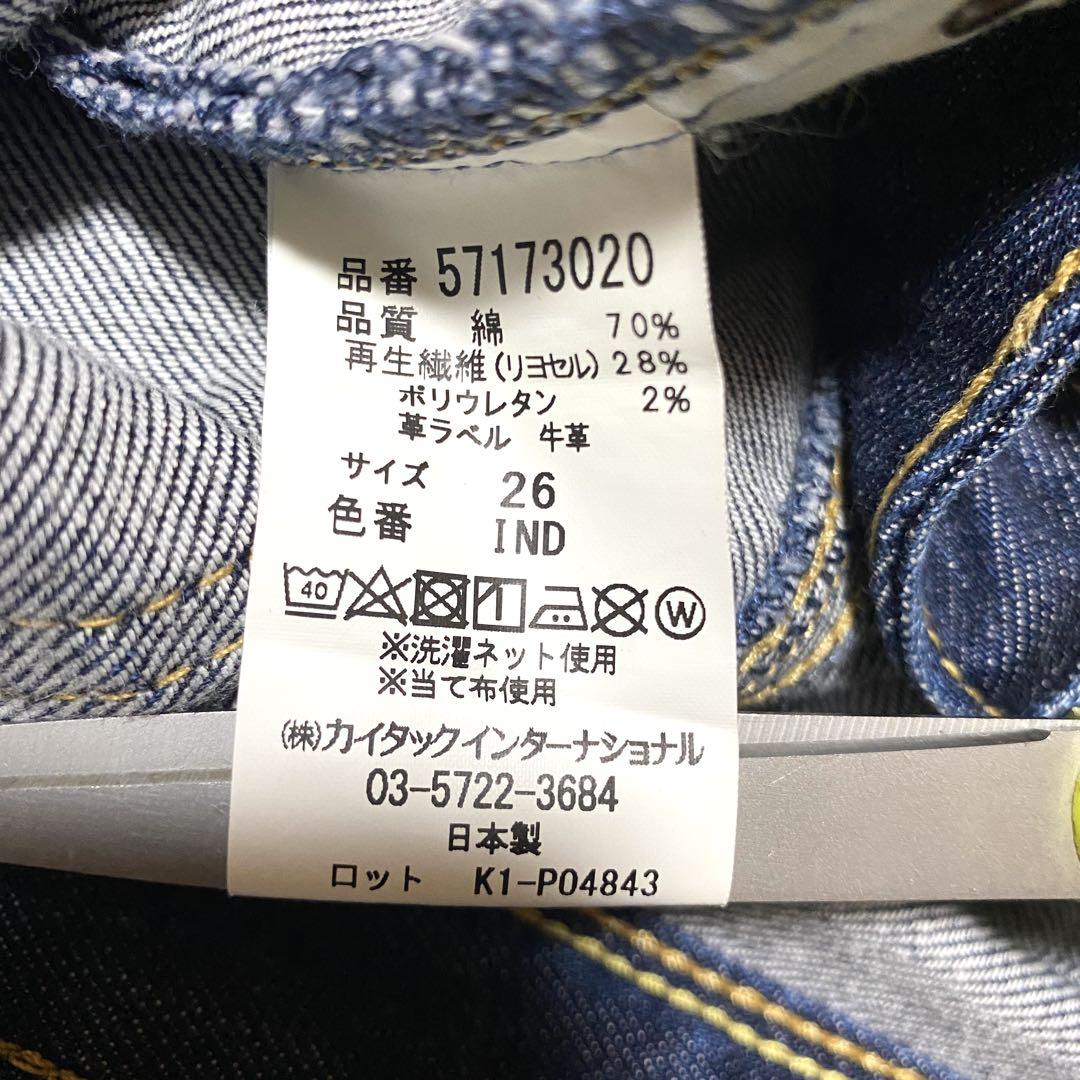 品番 57173020
品質 綿 70%
再生繊維(リヨセル) 28%
ポリウレタン 2%
革ラベル 牛革
サイズ 26
色番 IND
40 W
※洗濯ネット使用
※当て布使用
(株)カイタックインターナショナル
03-5722-3684
日本製
ロット K1-P04843